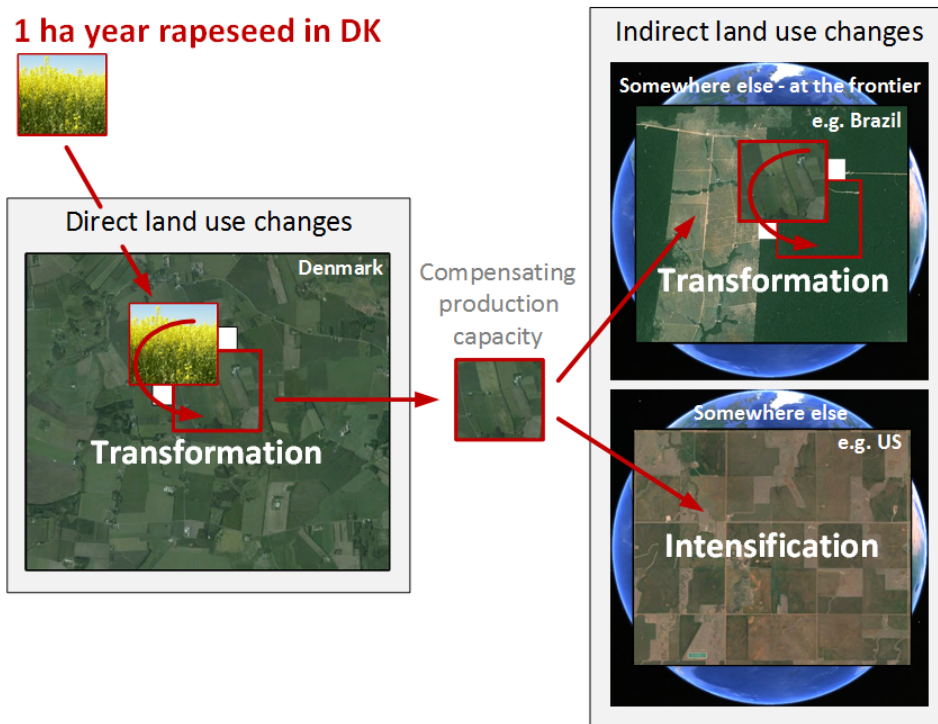 1 ha year rapeseed in DK
Direct land use changes
Denmark
Transformation
Compensating
production
capacity
Indirect land use changes
Somewhere else - at the frontier
e.g. Brazil
Transformation
Somewhere else
e.g. US
Intensification